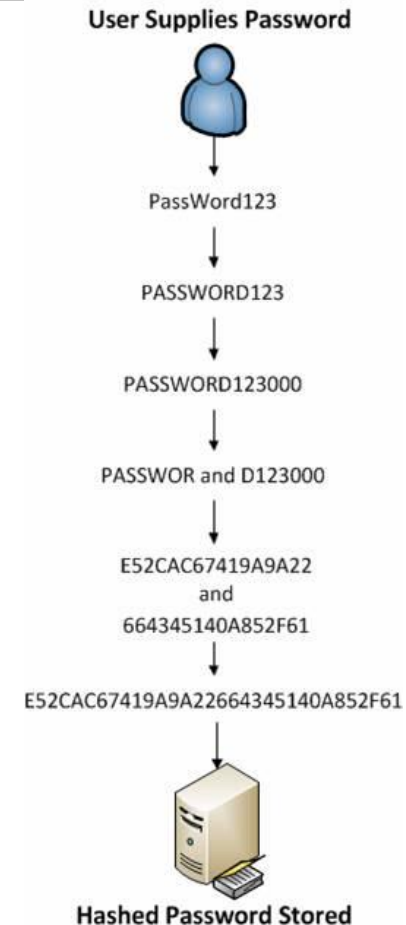 User Supplies Password
PassWord123
PASSWORD123
PASSWORD123000
PASSWOR and D123000
E52CAC67419A9A22
and
664345140A852F61
E52CAC67419A9A22664345140A852F61
Hashed Password Stored